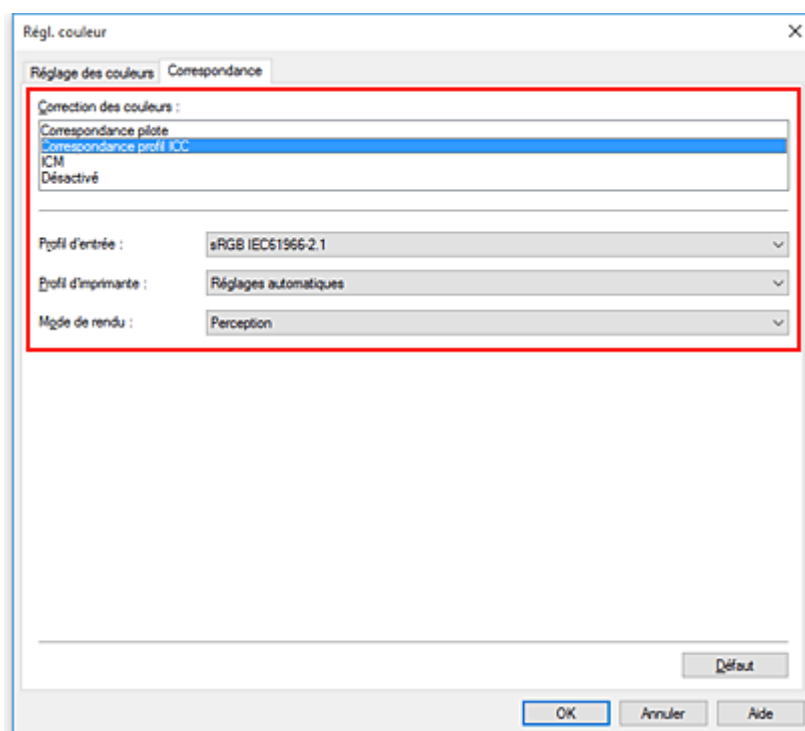 Régl. couleur
Réglage des couleurs Correspondance
Correction des couleurs :
Correspondance pilote
Correspondance profil ICC
ICM
Désactivé
Profil d'entrée : sRGB IEC61966-2.1
Profil d'imprimante : Réglages automatiques
Mode de rendu : Perception
Défaut
OK Annuler Aide